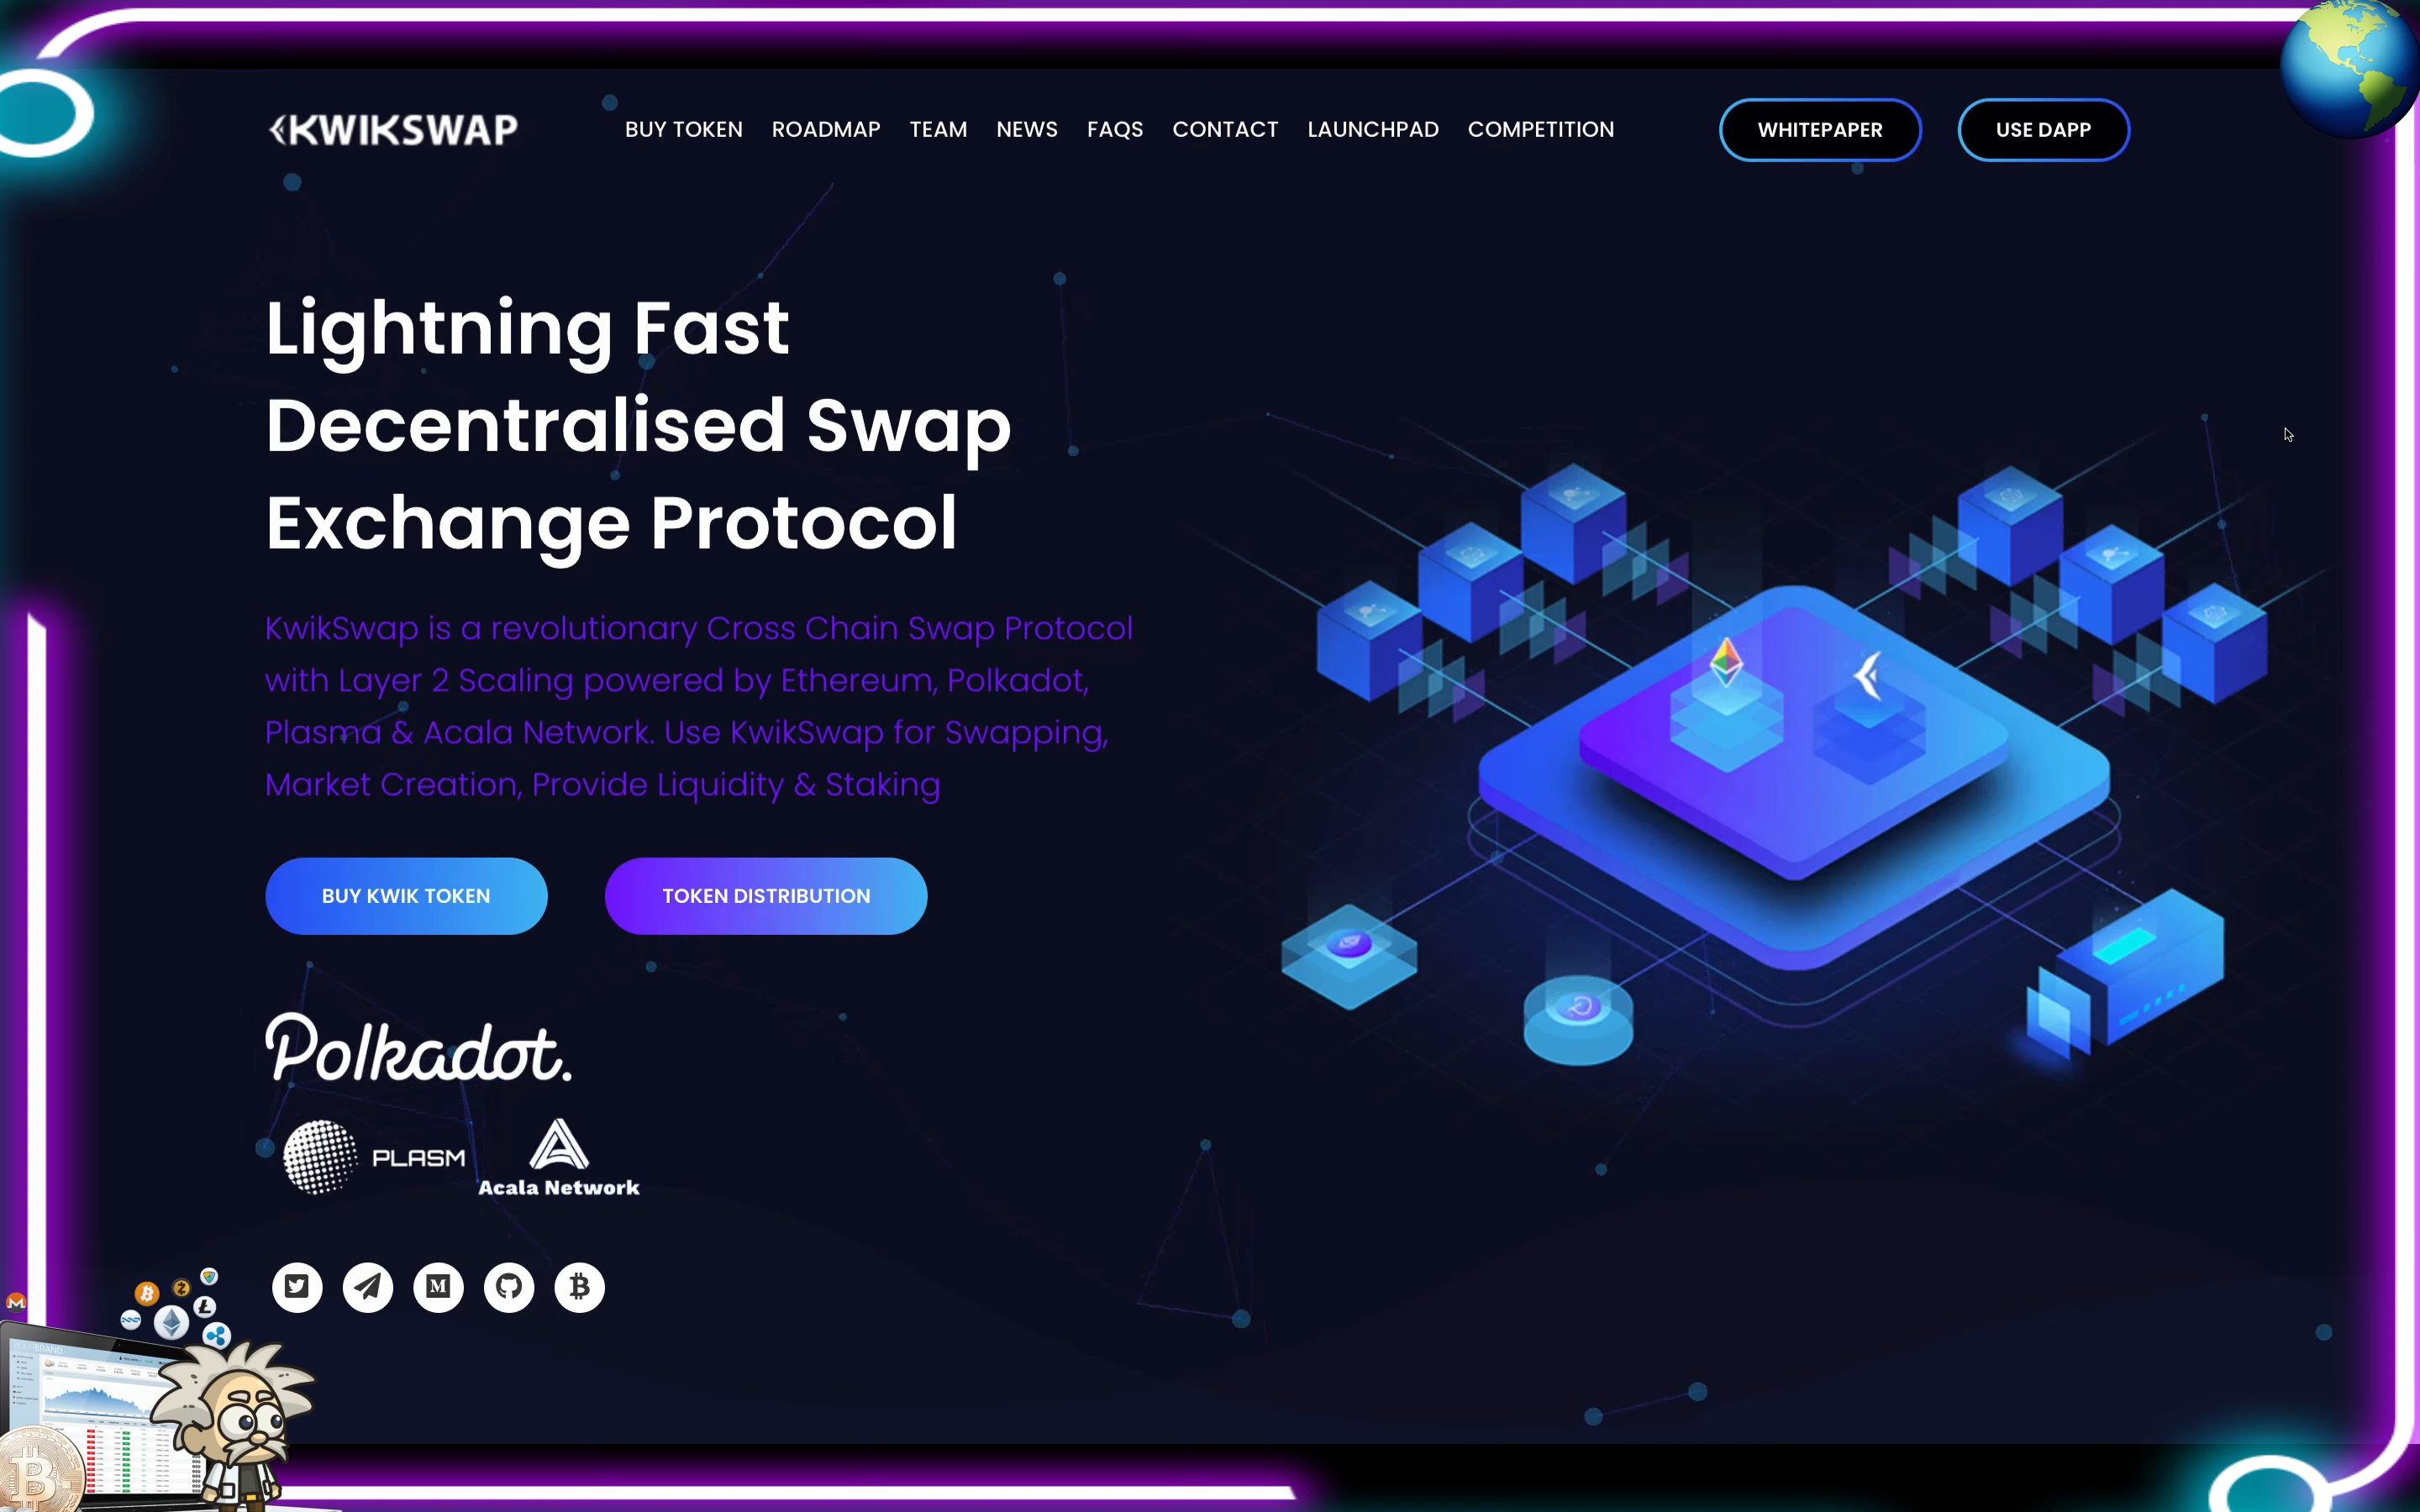 KWIKSWAP
BUY TOKEN ROADMAP TEAM NEWS FAQS CONTACT LAUNCHPAD COMPETITION
WHITEPAPER USE DAPP
Lightning Fast
Decentralised Swap
Exchange Protocol
KwikSwap is a revolutionary Cross Chain Swap Protocol
with Layer 2 Scaling powered by Ethereum, Polkadot,
Plasma & Acala Network. Use KwikSwap for Swapping,
Market Creation, Provide Liquidity & Staking
BUY KWIK TOKEN TOKEN DISTRIBUTION
Polkadot.
PLASM
Acala Network